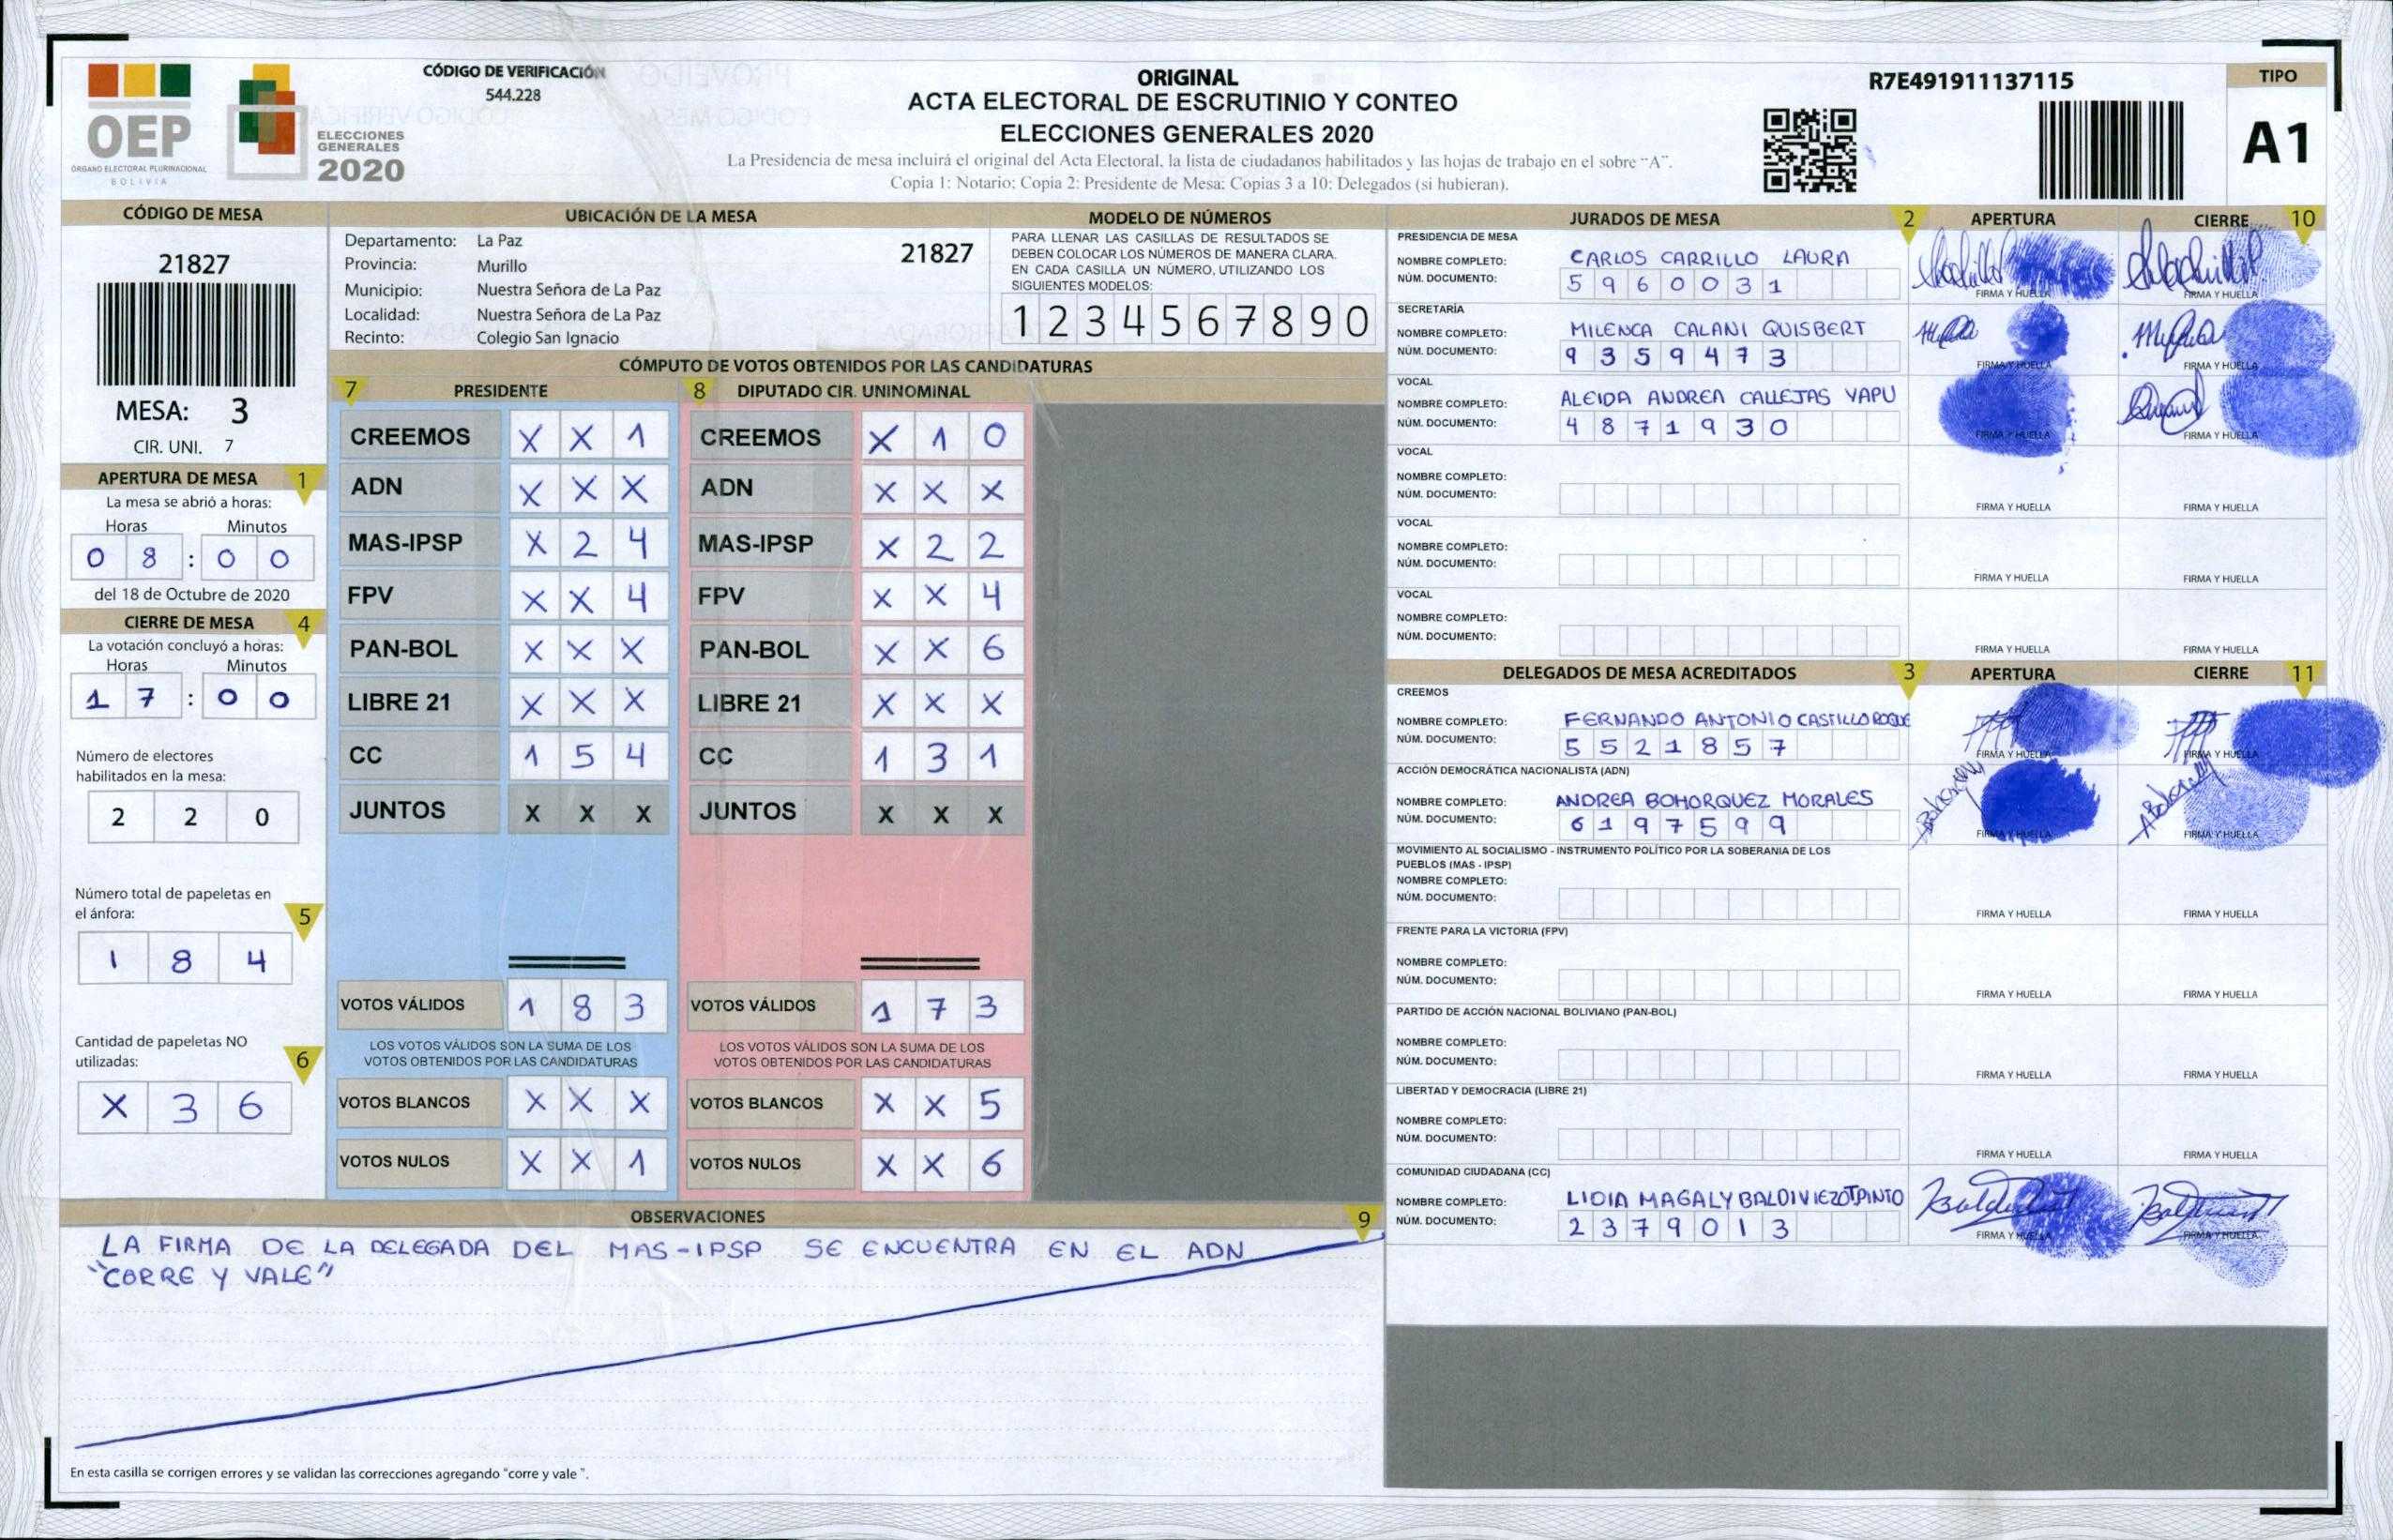 OEP
ÓRGANO ELECTORAL PLURINACIONAL
BOLIVIA
ELECCIONES
GENERALES
2020
CÓDIGO DE VERIFICACIÓN
544.228
ORIGINAL
ACTA ELECTORAL DE ESCRUTINIO Y CONTEO
ELECCIONES GENERALES 2020
La Presidencia de mesa incluirá el original del Acta Electoral, la lista de ciudadanos habilitados y las hojas de trabajo en el sobre "A".
Copia 1: Notario; Copia 2: Presidente de Mesa; Copias 3 a 10: Delegados (si hubieran).
R7E491911137115
TIPO
A1
CÓDIGO DE MESA
21827
MESA: 3
CIR. UNI. 7
APERTURA DE MESA 1
La mesa se abrió a horas:
Horas Minutos
0 8 : 0 0
del 18 de Octubre de 2020
CIERRE DE MESA 4
La votación concluyó a horas:
Horas Minutos
1 7 : 0 0
Número de electores
habilitados en la mesa:
2 2 0
Número total de papeletas en
el ánfora: 5
1 8 4
Cantidad de papeletas NO
utilizadas: 6
X 3 6
UBICACIÓN DE LA MESA
Departamento: La Paz
21827
Provincia: Murillo
Municipio: Nuestra Señora de La Paz
Localidad: Nuestra Señora de La Paz
Recinto: Colegio San Ignacio
MODELO DE NÚMEROS
PARA LLENAR LAS CASILLAS DE RESULTADOS SE
DEBEN COLOCAR LOS NÚMEROS DE MANERA CLARA.
EN CADA CASILLA UN NÚMERO, UTILIZANDO LOS
SIGUIENTES MODELOS:
1 2 3 4 5 6 7 8 9 0
CÓMPUTO DE VOTOS OBTENIDOS POR LAS CANDIDATURAS
7 PRESIDENTE 8 DIPUTADO CIR. UNINOMINAL
CREEMOS X X 1 CREEMOS X 1 0
ADN X X X ADN X X X
MAS-IPSP X 2 4 MAS-IPSP X 2 2
FPV X X 4 FPV X X 4
PAN-BOL X X X PAN-BOL X X 6
LIBRE 21 X X X LIBRE 21 X X X
CC 1 5 4 CC 1 3 1
JUNTOS X X X JUNTOS X X X
VOTOS VÁLIDOS 1 8 3 VOTOS VÁLIDOS 1 7 3
LOS VOTOS VÁLIDOS SON LA SUMA DE LOS LOS VOTOS VÁLIDOS SON LA SUMA DE LOS
VOTOS OBTENIDOS POR LAS CANDIDATURAS VOTOS OBTENIDOS POR LAS CANDIDATURAS
VOTOS BLANCOS X X X VOTOS BLANCOS X X 5
VOTOS NULOS X X 1 VOTOS NULOS X X 6
OBSERVACIONES 9
LA FIRMA DE LA DELEGADA DEL MAS-IPSP SE ENCUENTRA EN EL ADN
"CORRE Y VALE"
En esta casilla se corrigen errores y se validan las correcciones agregando "corre y vale ".
JURADOS DE MESA 2 APERTURA CIERRE 10
PRESIDENCIA DE MESA
NOMBRE COMPLETO: CARLOS CARRILLO LAURA
NÚM. DOCUMENTO: 5 9 6 0 0 3 1
FIRMA Y HUELLA FIRMA Y HUELLA
SECRETARÍA
NOMBRE COMPLETO: MILENCA CALANI QUISBERT
NÚM. DOCUMENTO: 9 3 5 9 4 7 3
FIRMA Y HUELLA FIRMA Y HUELLA
VOCAL
NOMBRE COMPLETO: ALEIDA ANDREA CALLEJAS YAPU
NÚM. DOCUMENTO: 4 8 7 1 9 3 0
FIRMA Y HUELLA FIRMA Y HUELLA
VOCAL
NOMBRE COMPLETO:
NÚM. DOCUMENTO:
FIRMA Y HUELLA FIRMA Y HUELLA
VOCAL
NOMBRE COMPLETO:
NÚM. DOCUMENTO:
FIRMA Y HUELLA FIRMA Y HUELLA
VOCAL
NOMBRE COMPLETO:
NÚM. DOCUMENTO:
FIRMA Y HUELLA FIRMA Y HUELLA
DELEGADOS DE MESA ACREDITADOS 3 APERTURA CIERRE 11
CREEMOS
NOMBRE COMPLETO: FERNANDO ANTONIO CASTILLO ROQUE
NÚM. DOCUMENTO: 5 5 2 1 8 5 7
FIRMA Y HUELLA FIRMA Y HUELLA
ACCIÓN DEMOCRÁTICA NACIONALISTA (ADN)
NOMBRE COMPLETO: ANDREA BOHORQUEZ MORALES
NÚM. DOCUMENTO: 6 1 9 7 5 9 9
FIRMA Y HUELLA FIRMA Y HUELLA
MOVIMIENTO AL SOCIALISMO - INSTRUMENTO POLÍTICO POR LA SOBERANIA DE LOS
PUEBLOS (MAS - IPSP)
NOMBRE COMPLETO:
NÚM. DOCUMENTO:
FIRMA Y HUELLA FIRMA Y HUELLA
FRENTE PARA LA VICTORIA (FPV)
NOMBRE COMPLETO:
NÚM. DOCUMENTO:
FIRMA Y HUELLA FIRMA Y HUELLA
PARTIDO DE ACCIÓN NACIONAL BOLIVIANO (PAN-BOL)
NOMBRE COMPLETO:
NÚM. DOCUMENTO:
FIRMA Y HUELLA FIRMA Y HUELLA
LIBERTAD Y DEMOCRACIA (LIBRE 21)
NOMBRE COMPLETO:
NÚM. DOCUMENTO:
FIRMA Y HUELLA FIRMA Y HUELLA
COMUNIDAD CIUDADANA (CC)
NOMBRE COMPLETO: LIDIA MAGALY BALDIVIEZO PINTO
NÚM. DOCUMENTO: 2 3 7 9 0 1 3
FIRMA Y HUELLA FIRMA Y HUELLA